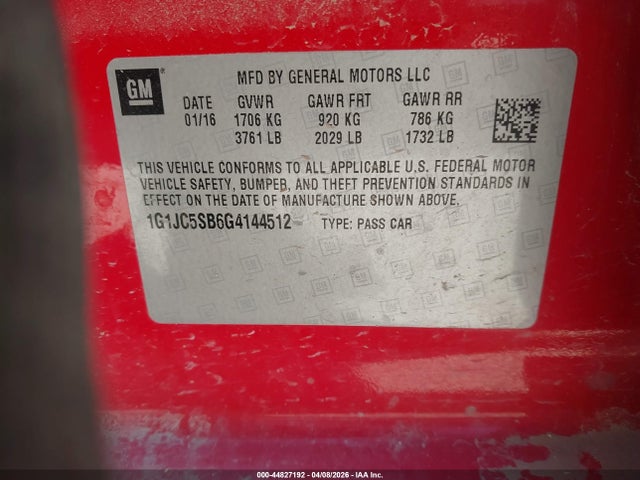 GM
MFD BY GENERAL MOTORS LLC
DATE GVWR GAWR FRT GAWR RR
01/16 1706 KG 920 KG 786 KG
3761 LB 2029 LB 1732 LB
THIS VEHICLE CONFORMS TO ALL APPLICABLE U.S. FEDERAL MOTOR
VEHICLE SAFETY, BUMPER, AND THEFT PREVENTION STANDARDS IN
EFFECT ON THE DATE OF MANUFACTURE SHOWN ABOVE.
1G1JC5SB6G4144512 TYPE: PASS CAR
000-44827192 - 04/08/2026 - IAA Inc.